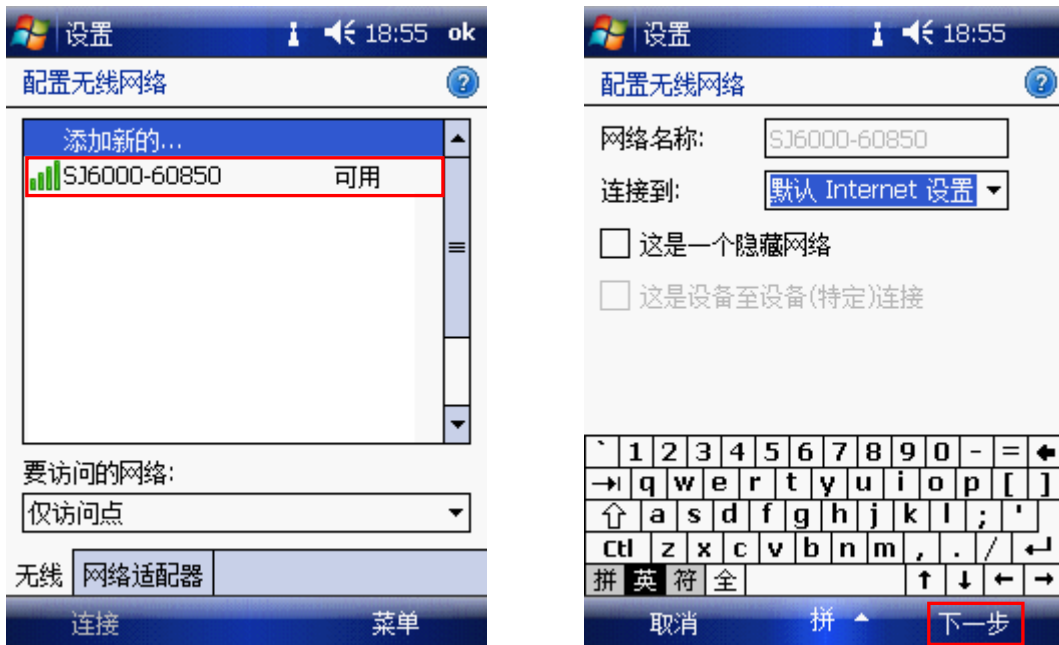 设置 18:55 ok
配置无线网络
添加新的...
SJ6000-60850 可用
要访问的网络:
仅访问点
无线 网络适配器
连接 菜单
设置 18:55
配置无线网络
网络名称: SJ6000-60850
连接到: 默认 Internet 设置
这是一个隐藏网络
这是设备至设备(特定)连接
` 1 2 3 4 5 6 7 8 9 0 - =
q w e r t y u i o p [ ]
a s d f g h j k l ; '
Ctl z x c v b n m , . /
拼 英 符 全
取消 拼 下一步